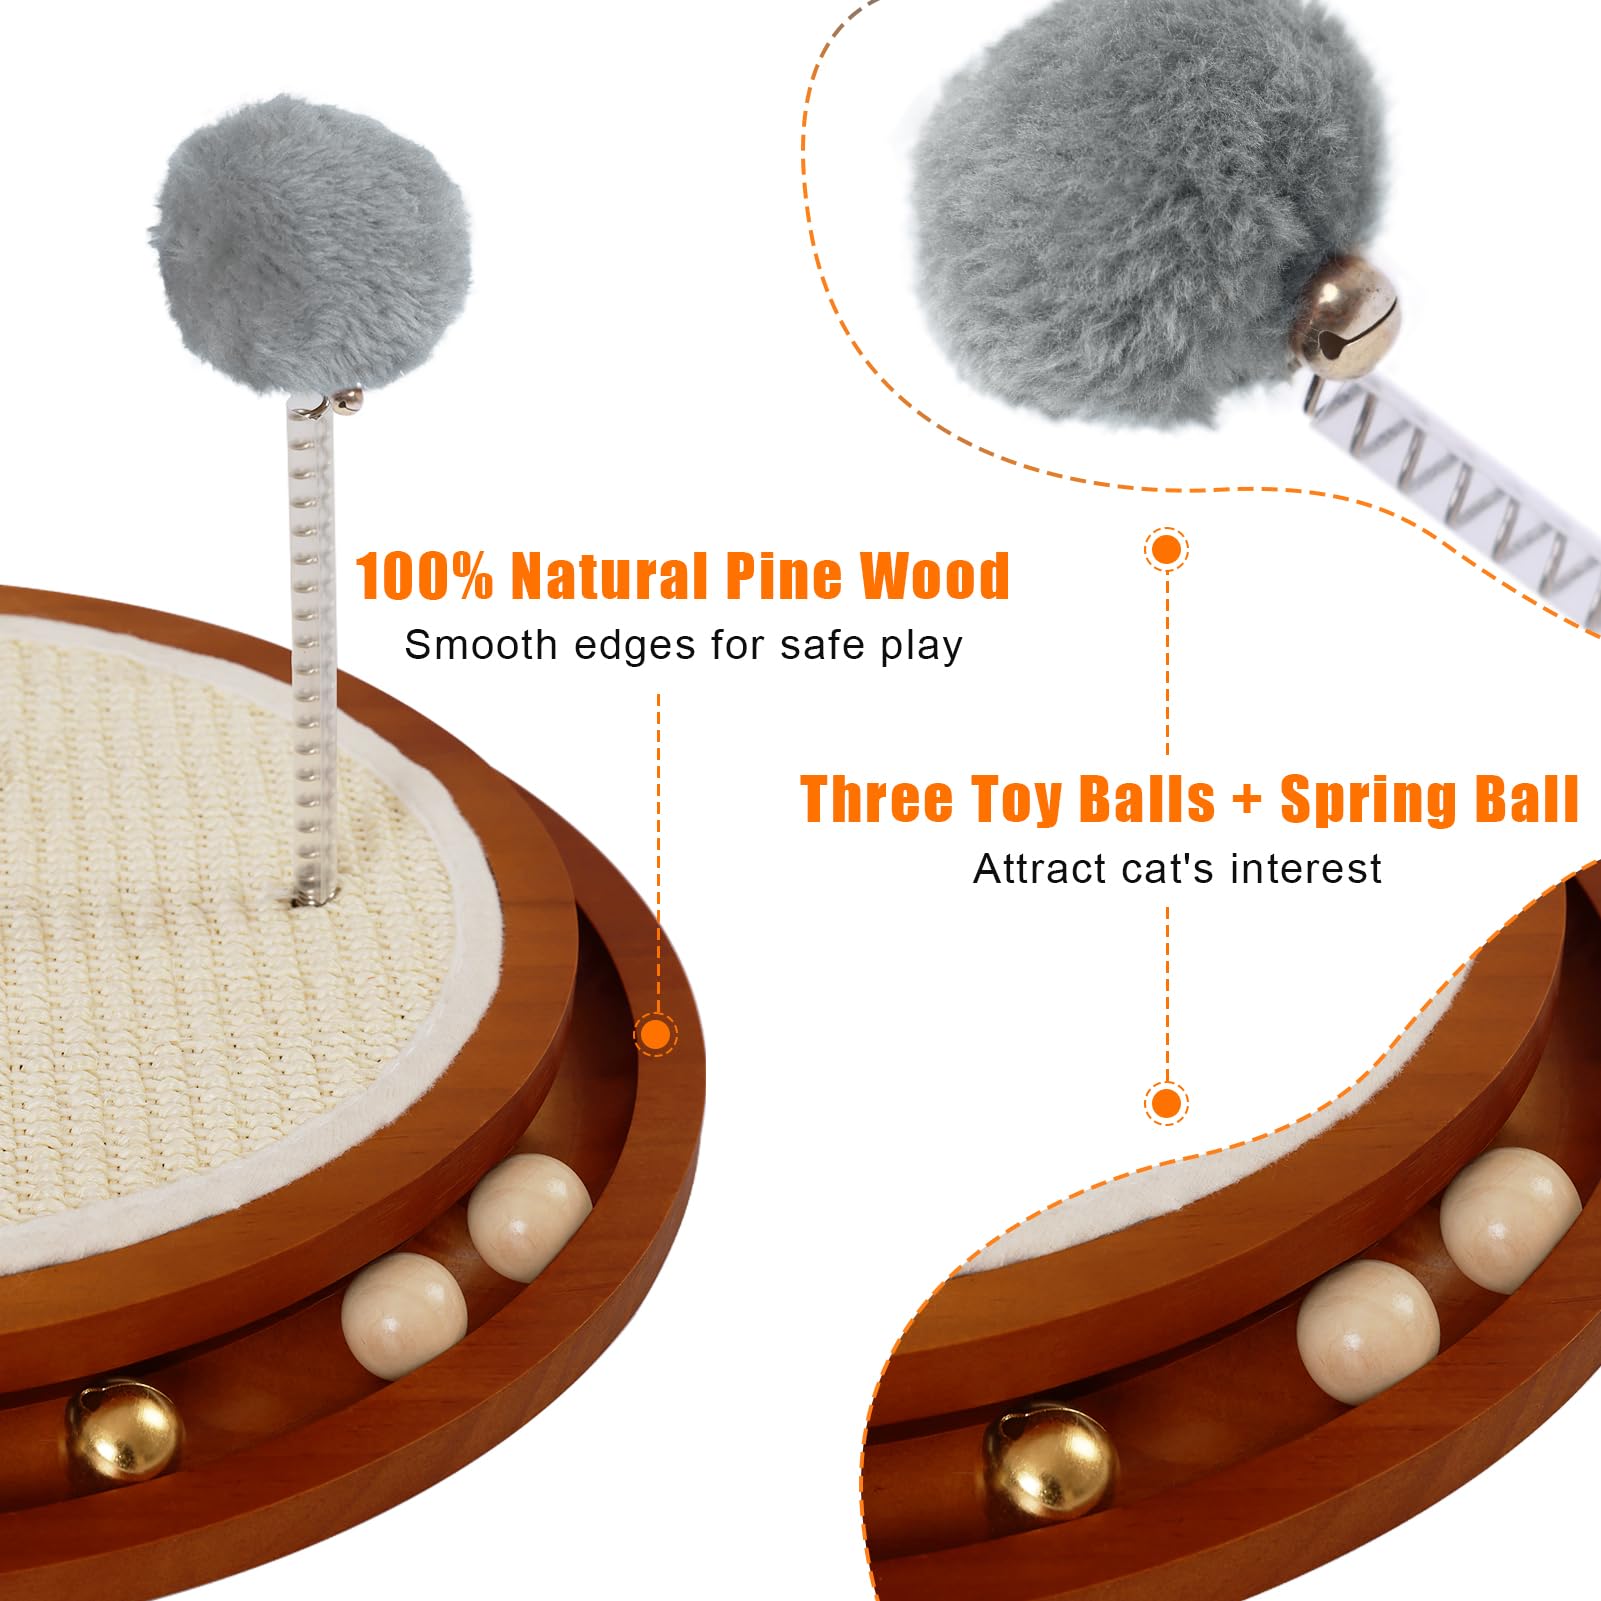 100% Natural Pine Wood
Smooth edges for safe play
Three Toy Balls + Spring Ball
Attract cat's interest